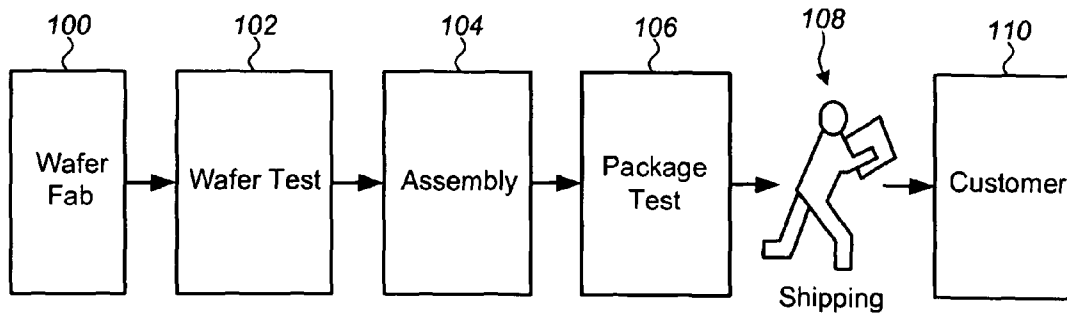 100
102
104
106
108
110
Wafer
Fab
Wafer Test
Assembly
Package
Test
Shipping
Customer